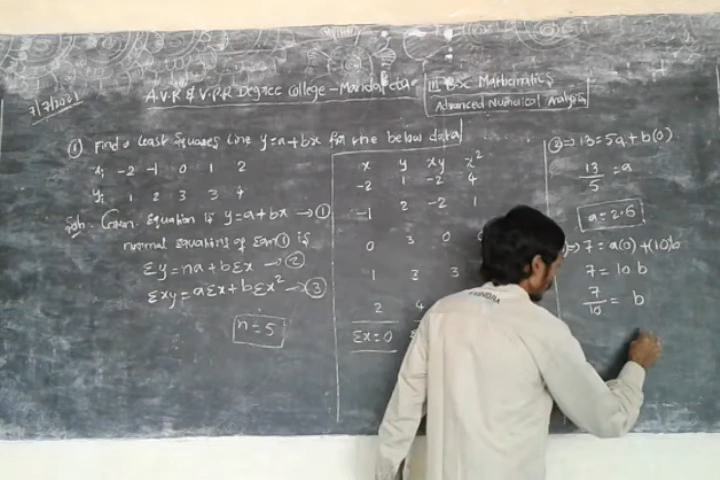 7/7/2021
A.V.R & V.P.R Degree College - Mandapeta
III B.Sc Mathematics
Advanced Numerical Analysis
① Find a least squares line y=a+bx for the below data
x: -2 -1 0 1 2
y: 1 2 3 3 4
Sol: Given equation is y=a+bx →①
normal equations of Eqn ① is
Σy=na+bΣx →②
Σxy=aΣx+bΣx² →③
n=5
x y xy x²
-2 1 -2 4
-1 2 -2 1
0 3 0
1 3 3
2 4
Σx=0
②⇒ 13=5a+b(0)
13/5 = a
a=2.6
⇒ 7=a(0)+(10)b
7=10b
7/10 = b